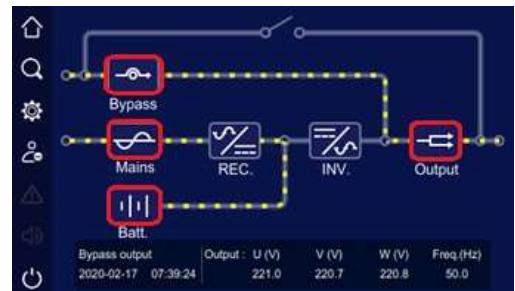 Bypass
Mains
REC.
INV.
Output
Batt.
Bypass output Output : U (V) V (V) W (V) Freq.(Hz)
2020-02-17 07:39:24 221.0 220.7 220.8 50.0